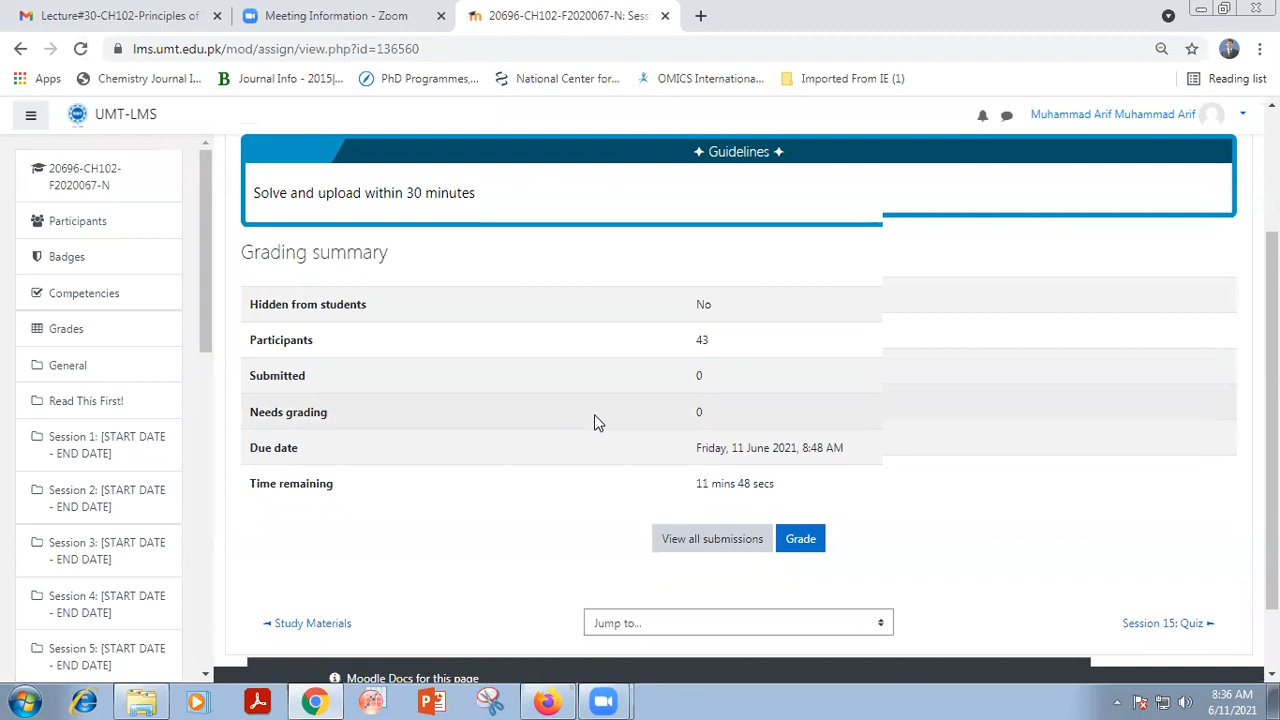 Lecture#30-CH102-Principles of
Meeting Information - Zoom
20696-CH102-F2020067-N: Sess
lms.umt.edu.pk/mod/assign/view.php?id=136560
Apps
Chemistry Journal I...
Journal Info - 2015|...
PhD Programmes,...
National Center for...
OMICS Internationa...
Imported From IE (1)
Reading list
UMT-LMS
Muhammad Arif Muhammad Arif
20696-CH102-
F2020067-N
Participants
Badges
Competencies
Grades
General
Read This First!
Session 1: [START DATE
- END DATE]
Session 2: [START DATE
- END DATE]
Session 3: [START DATE
- END DATE]
Session 4: [START DATE
- END DATE]
Session 5: [START DATE
- END DATE]
✦ Guidelines ✦
Solve and upload within 30 minutes
Grading summary
Hidden from students No
Participants 43
Submitted 0
Needs grading 0
Due date Friday, 11 June 2021, 8:48 AM
Time remaining 11 mins 48 secs
View all submissions Grade
◄ Study Materials
Jump to...
Session 15: Quiz ►
Moodle Docs for this page
8:36 AM
6/11/2021